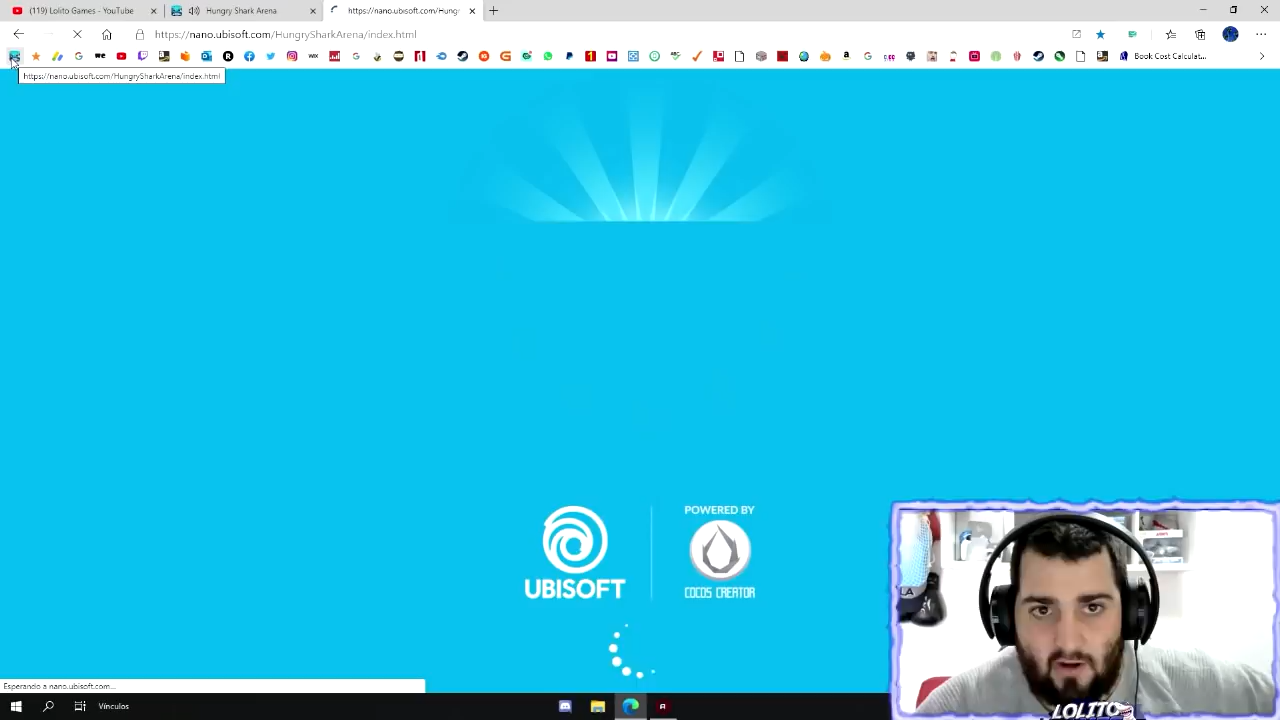 (119) Lolito Games - YouTube
Hungry Shark Arena
https://nano.ubisoft.com/Hungr
https://nano.ubisoft.com/HungrySharkArena/index.html
Book Cost Calculat...
https://nano.ubisoft.com/HungrySharkArena/index.html
UBISOFT
POWERED BY
COCOS CREATOR
Esperando a nano.ubisoft.com...
Vínculos
LOLITO